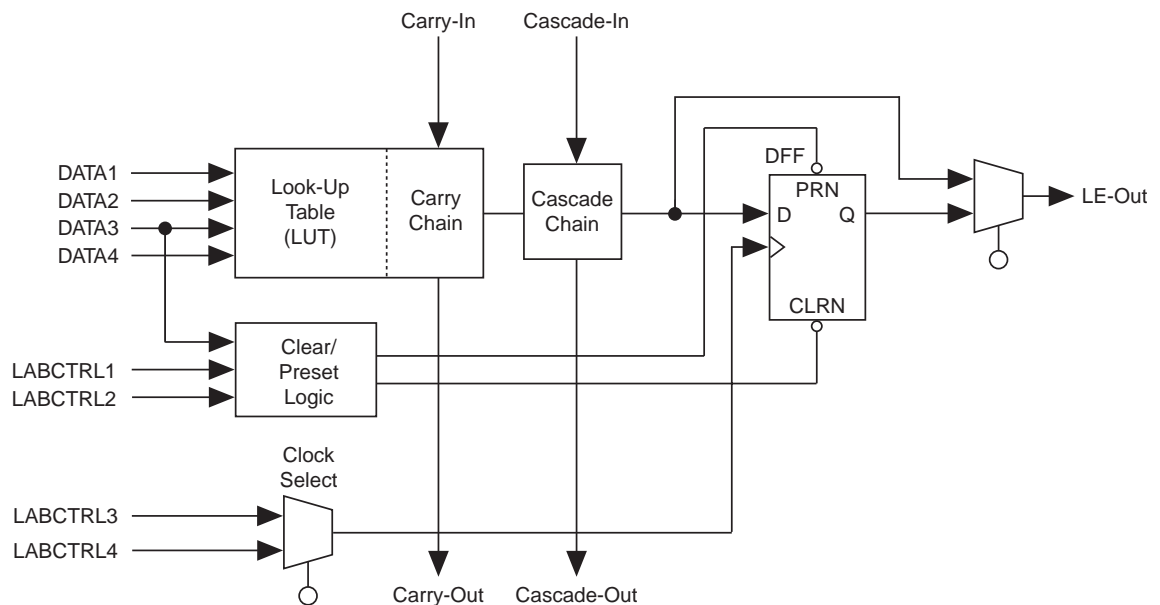 Carry-In
Cascade-In
DATA1
DATA2
DATA3
DATA4
Look-Up
Table
(LUT)
Carry
Chain
Cascade
Chain
DFF
PRN
D
Q
CLRN
LE-Out
LABCTRL1
LABCTRL2
Clear/
Preset
Logic
Clock
Select
LABCTRL3
LABCTRL4
Carry-Out
Cascade-Out